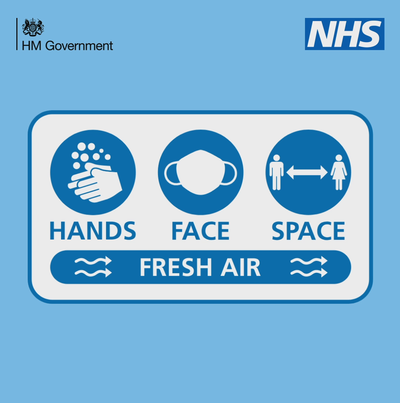 HM Government
NHS
HANDS FACE SPACE
FRESH AIR